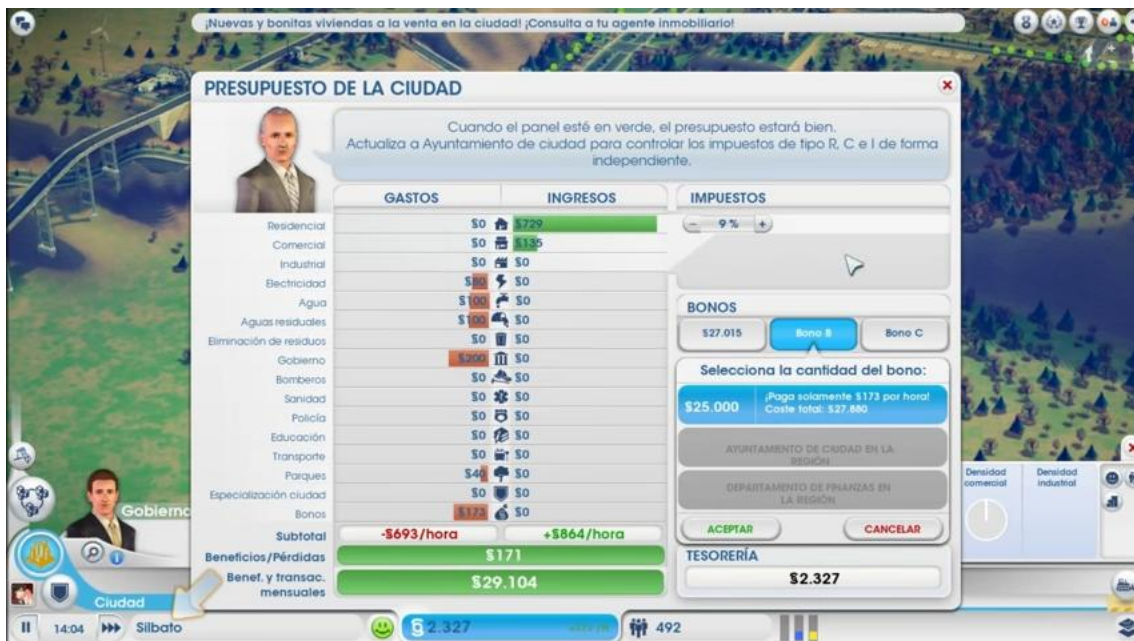 ¡Nuevas y bonitas viviendas a la venta en la ciudad! ¡Consulta a tu agente inmobiliario!
PRESUPUESTO DE LA CIUDAD
Cuando el panel esté en verde, el presupuesto estará bien.
Actualiza a Ayuntamiento de ciudad para controlar los impuestos de tipo R, C e I de forma
independiente.
GASTOS INGRESOS IMPUESTOS
Residencial §0 §729
− 9 % +
Comercial §0 §135
Industrial §0 §0
Electricidad §80 §0
Agua §100 §0
Aguas residuales §100 §0
Eliminación de residuos §0 §0
Gobierno §200 §0
Bomberos §0 §0
Sanidad §0 §0
Policía §0 §0
Educación §0 §0
Transporte §0 §0
Parques §40 §0
Especialización ciudad §0 §0
Bonos §173 §0
Subtotal -§693/hora +§864/hora
Beneficios/Pérdidas §171
Benef. y transac.
mensuales §29.104
BONOS
§27.015 Bono B Bono C
Selecciona la cantidad del bono:
§25.000 ¡Paga solamente §173 por hora!
Coste total: §27.880
AYUNTAMIENTO DE CIUDAD EN LA
REGIÓN
DEPARTAMENTO DE FINANZAS EN
LA REGIÓN
ACEPTAR CANCELAR
TESORERÍA
§2.327
Densidad
comercial
Densidad
industrial
Gobierno
Ciudad
14:04 Silbato § 2.327 492